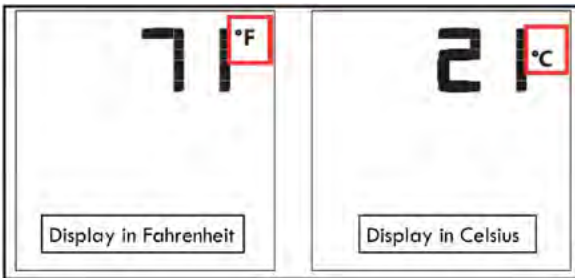 71 °F
21 °C
Display in Fahrenheit
Display in Celsius